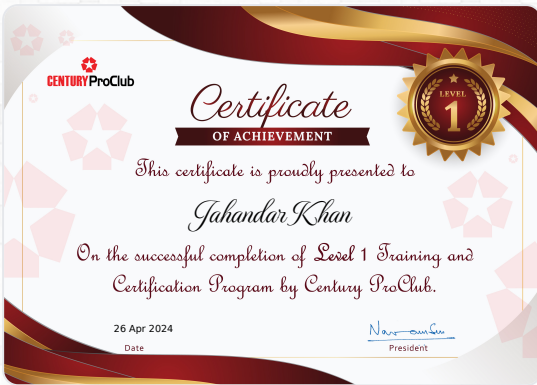 CENTURY ProClub
Certificate
OF ACHIEVEMENT
LEVEL
1
This certificate is proudly presented to
Jahandar Khan
On the successful completion of Level 1 Training and
Certification Program by Century ProClub.
26 Apr 2024
Date
President